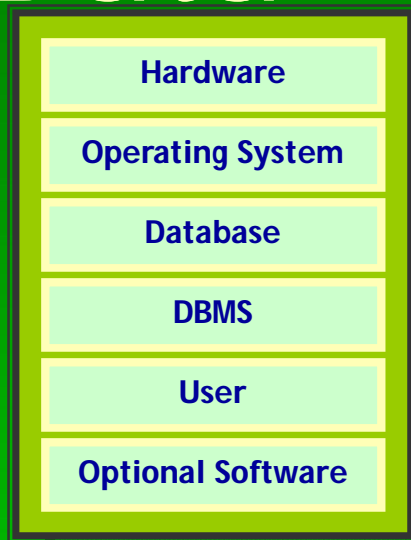 Hardware
Operating System
Database
DBMS
User
Optional Software